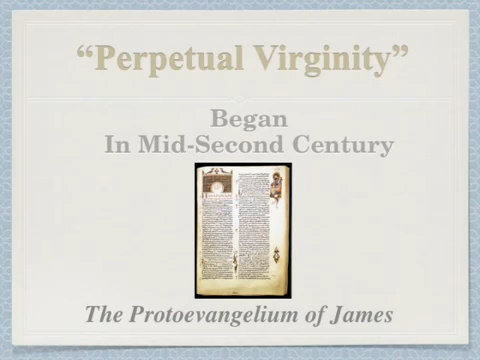 “Perpetual Virginity”
Began
In Mid-Second Century
The Protoevangelium of James